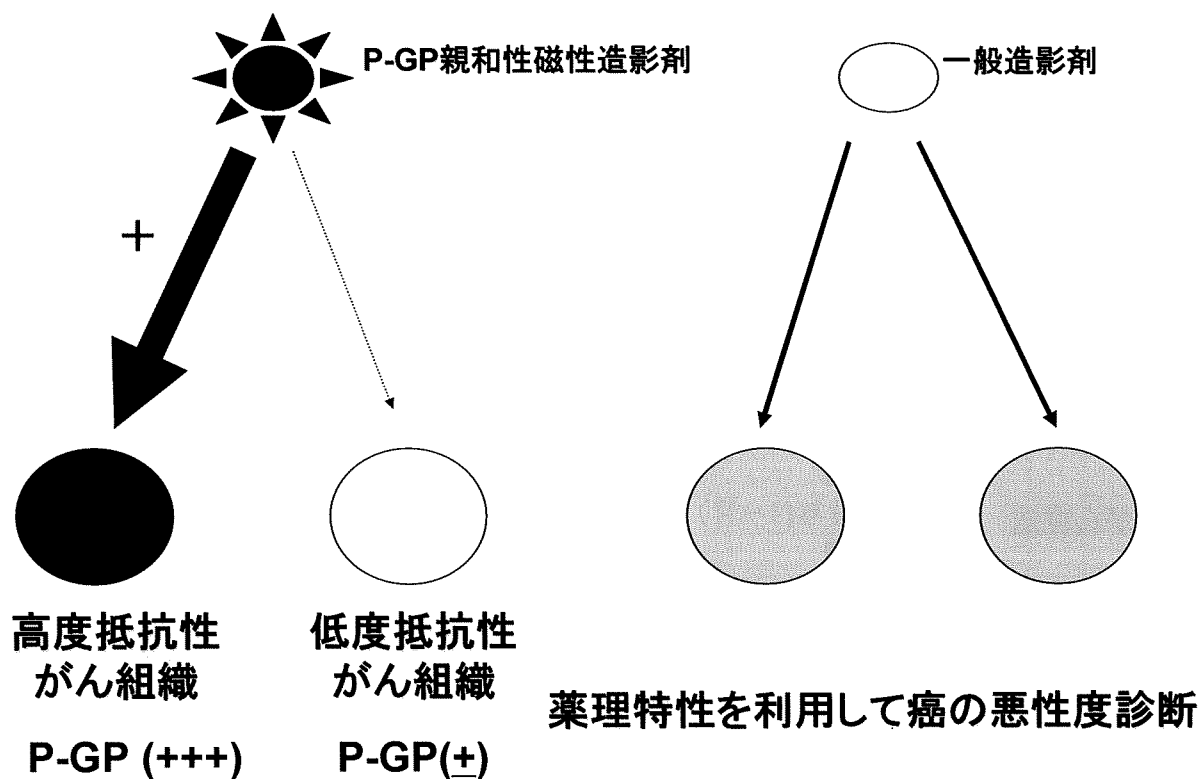 P-GP親和性磁性造影剤
一般造影剤
+
高度抵抗性
がん組織
P-GP (+++)
低度抵抗性
がん組織
P-GP(±)
薬理特性を利用して癌の悪性度診断